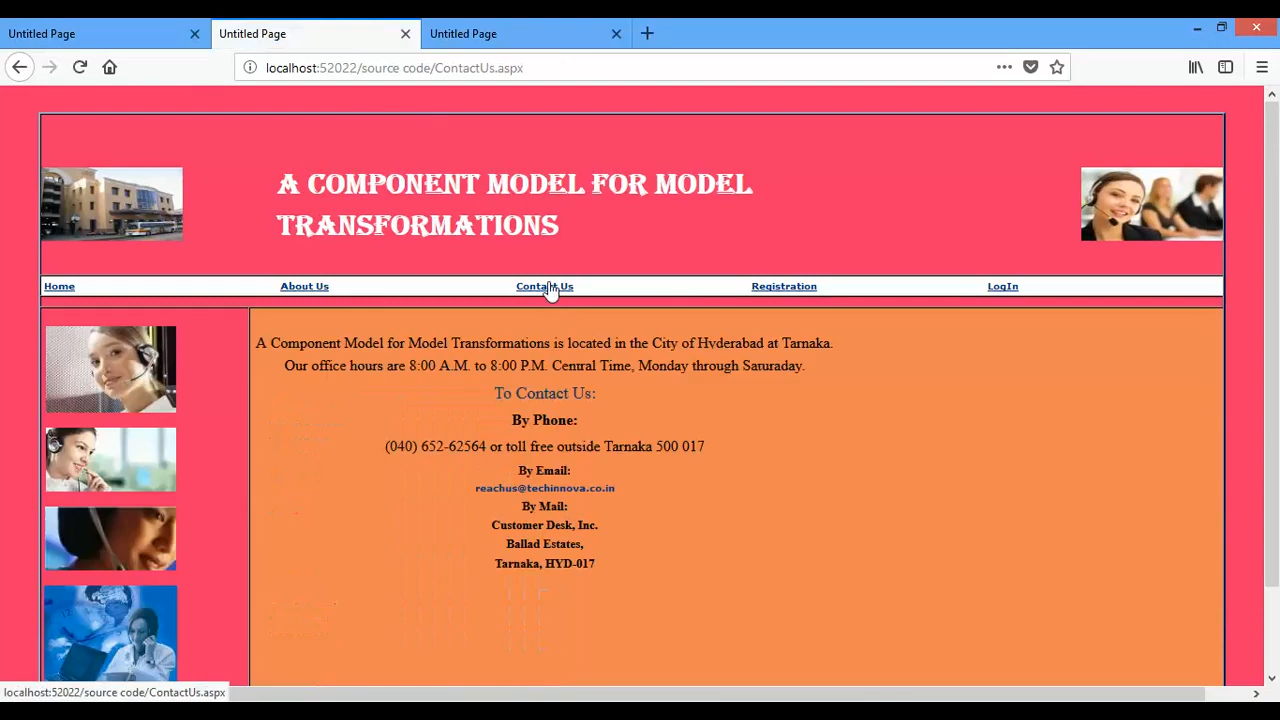 Untitled Page
Untitled Page
Untitled Page
localhost:52022/source code/ContactUs.aspx
A COMPONENT MODEL FOR MODEL
TRANSFORMATIONS
Home About Us Contact Us Registration LogIn
A Component Model for Model Transformations is located in the City of Hyderabad at Tarnaka.
Our office hours are 8:00 A.M. to 8:00 P.M. Central Time, Monday through Saturaday.
To Contact Us:
By Phone:
(040) 652-62564 or toll free outside Tarnaka 500 017
By Email:
reachus@techinnova.co.in
By Mail:
Customer Desk, Inc.
Ballad Estates,
Tarnaka, HYD-017
localhost:52022/source code/ContactUs.aspx